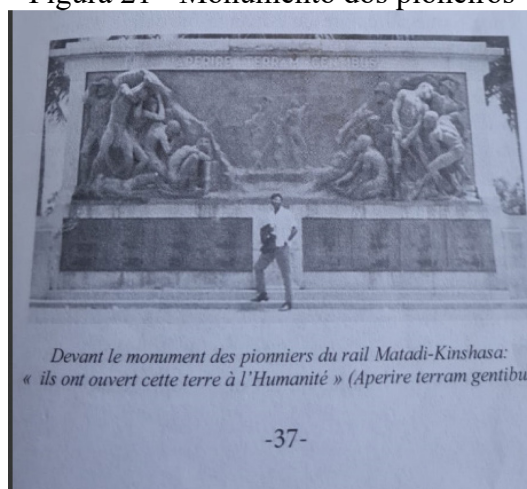 Figura 21 - Monumento dos pioneiros
APERIRE TERRAM GENTIBUS
Devant le monument des pionniers du rail Matadi-Kinshasa:
« ils ont ouvert cette terre à l'Humanité » (Aperire terram gentibu
-37-